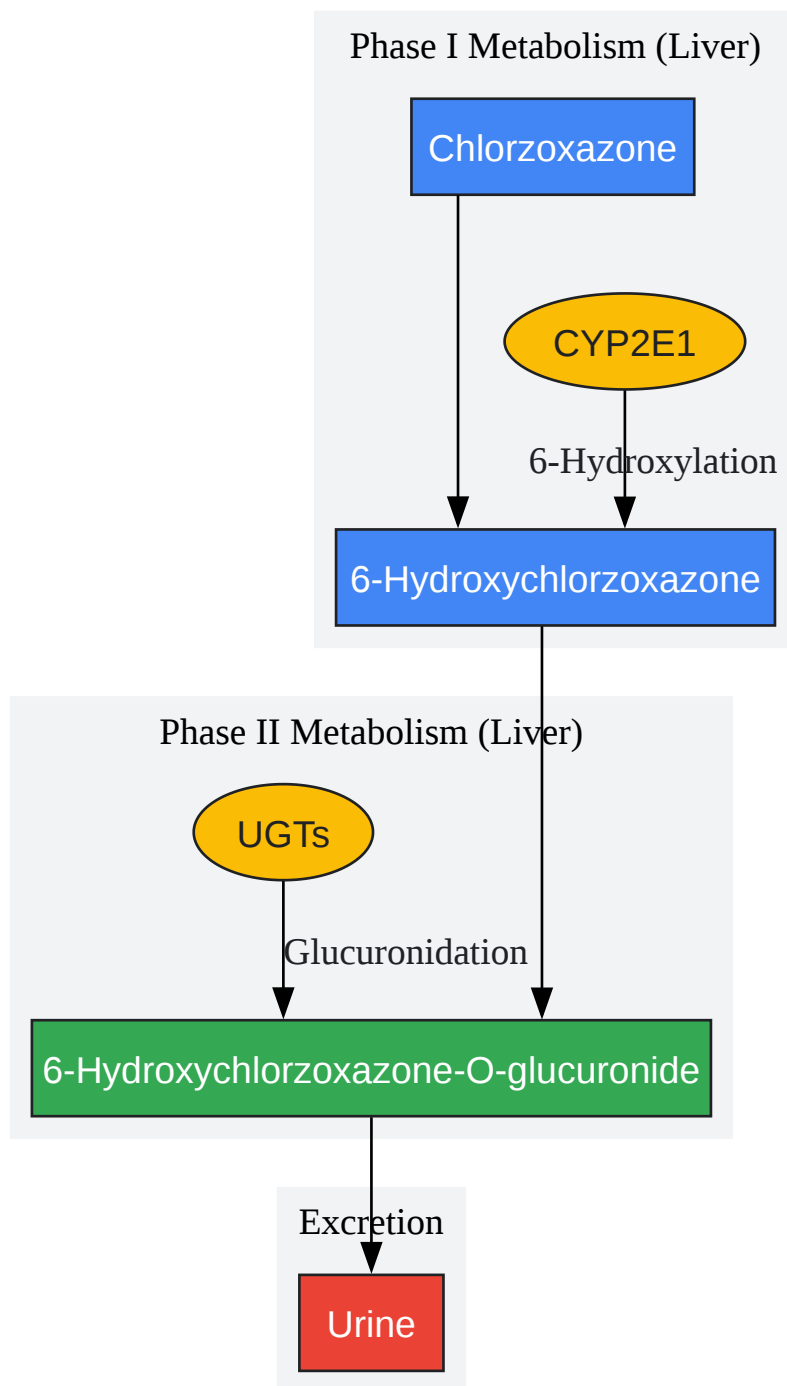 Phase I Metabolism (Liver)
Chlorzoxazone
CYP2E1
6-Hydroxylation
6-Hydroxychlorzoxazone
Phase II Metabolism (Liver)
UGTs
Glucuronidation
6-Hydroxychlorzoxazone-O-glucuronide
Excretion
Urine